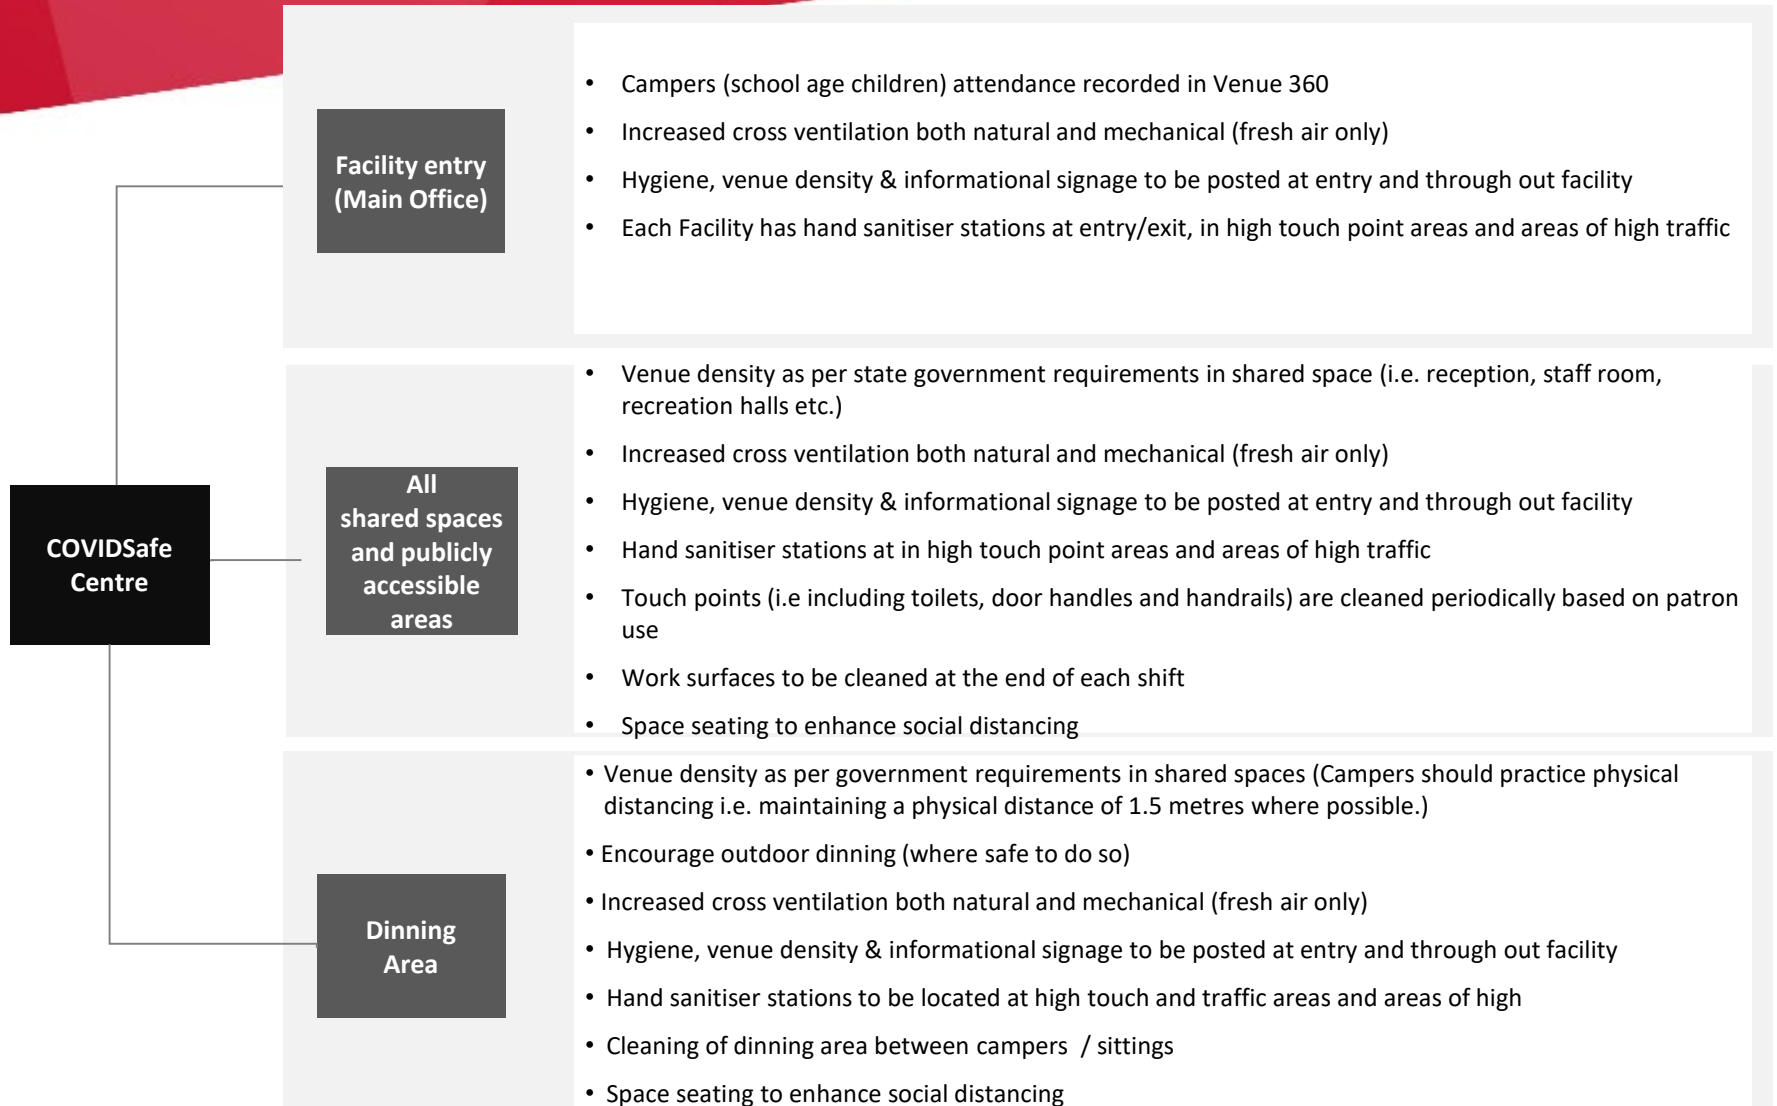 COVIDSafe
Centre
Facility entry
(Main Office)
• Campers (school age children) attendance recorded in Venue 360
• Increased cross ventilation both natural and mechanical (fresh air only)
• Hygiene, venue density & informational signage to be posted at entry and through out facility
• Each Facility has hand sanitiser stations at entry/exit, in high touch point areas and areas of high traffic
All
shared spaces
and publicly
accessible
areas
• Venue density as per state government requirements in shared space (i.e. reception, staff room,
recreation halls etc.)
• Increased cross ventilation both natural and mechanical (fresh air only)
• Hygiene, venue density & informational signage to be posted at entry and through out facility
• Hand sanitiser stations at in high touch point areas and areas of high traffic
• Touch points (i.e including toilets, door handles and handrails) are cleaned periodically based on patron
use
• Work surfaces to be cleaned at the end of each shift
• Space seating to enhance social distancing
Dinning
Area
• Venue density as per government requirements in shared spaces (Campers should practice physical
distancing i.e. maintaining a physical distance of 1.5 metres where possible.)
• Encourage outdoor dinning (where safe to do so)
• Increased cross ventilation both natural and mechanical (fresh air only)
• Hygiene, venue density & informational signage to be posted at entry and through out facility
• Hand sanitiser stations to be located at high touch and traffic areas and areas of high
• Cleaning of dinning area between campers / sittings
• Space seating to enhance social distancing